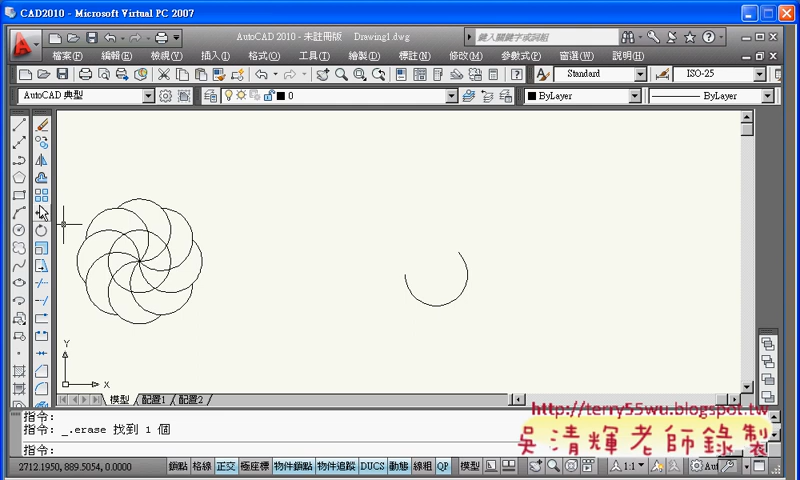 CAD2010 - Microsoft Virtual PC 2007
AutoCAD 2010 - 未註冊版 Drawing1.dwg
鍵入關鍵字或詞組
檔案(F) 編輯(E) 檢視(V) 插入(I) 格式(O) 工具(T) 繪製(D) 標註(N) 修改(M) 參數式(P) 視窗(W) 說明(H)
Standard ISO-25
AutoCAD 典型 0 ByLayer ByLayer
Y
X
模型 配置1 配置2
指令:
指令: _.erase 找到 1 個
指令:
http://terry55wu.blogspot.tw
吳清輝老師錄製
2712.1950, 889.5054, 0.0000 鎖點 格線 正交 極座標 物件鎖點 物件追蹤 DUCS 動態 線粗 QP 模型 1:1